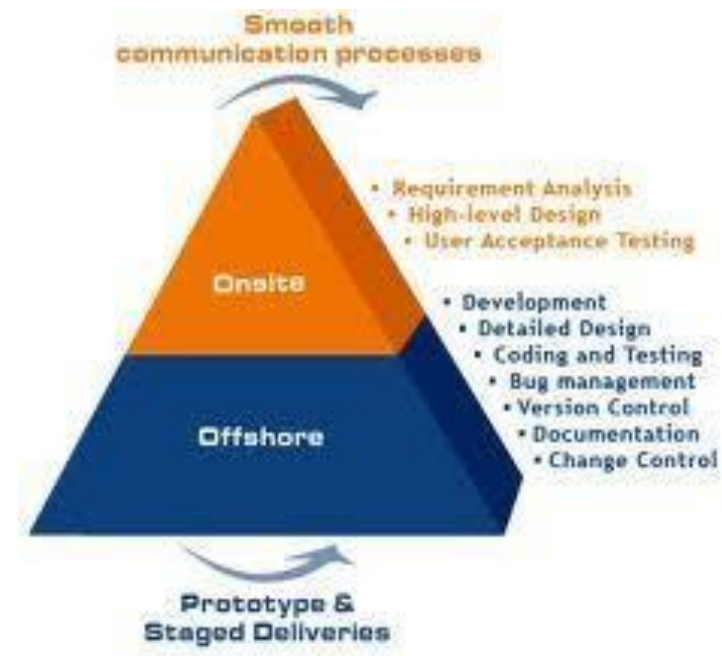 Smooth
communication processes
• Requirement Analysis
• High-level Design
• User Acceptance Testing
Onsite
• Development
• Detailed Design
• Coding and Testing
• Bug management
• Version Control
• Documentation
• Change Control
Offshore
Prototype &
Staged Deliveries